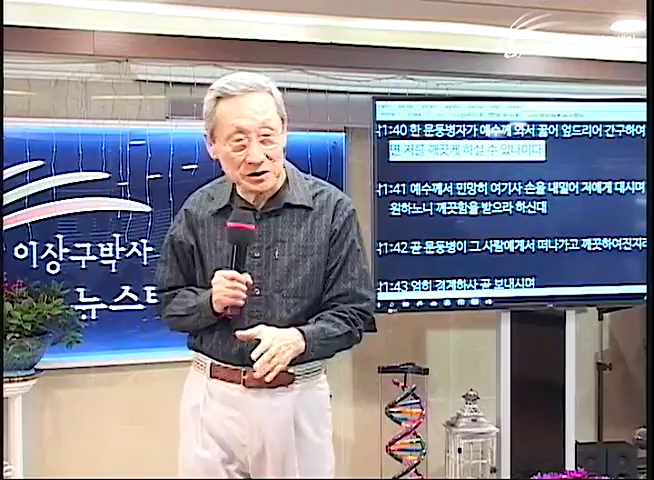 이상구박사
뉴스타
1:40 한 문둥병자가 예수께 와서 꿇어 엎드리어 간구하여
면 저를 깨끗케 하실 수 있나이다
1:41 예수께서 민망히 여기사 손을 내밀어 저에게 대시며
원하노니 깨끗함을 받으라 하신대
1:42 곧 문둥병이 그 사람에게서 떠나가고 깨끗하여진지라
1:43 엄히 경계하사 곧 보내시며